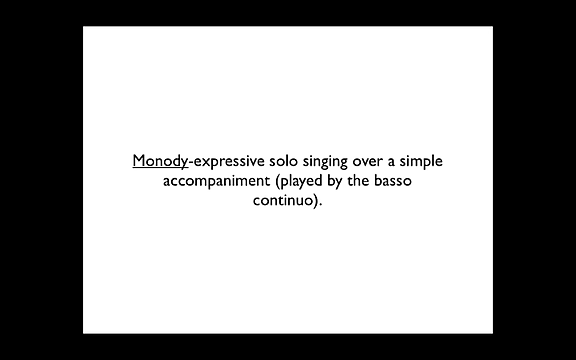 Monody-expressive solo singing over a simple
accompaniment (played by the basso
continuo).